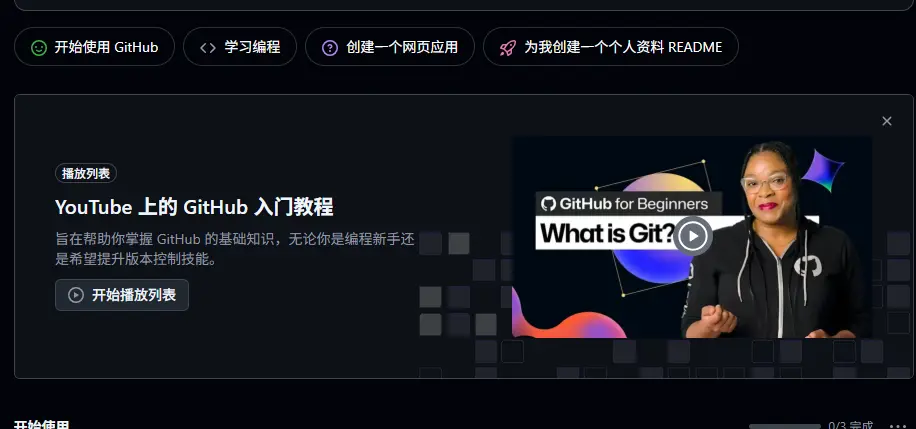 开始使用 GitHub
学习编程
创建一个网页应用
为我创建一个个人资料 README
播放列表
YouTube 上的 GitHub 入门教程
旨在帮助你掌握 GitHub 的基础知识，无论你是编程新手还
是希望提升版本控制技能。
开始播放列表
GitHub for Beginners
What is Git?
开始使用
0/3 完成